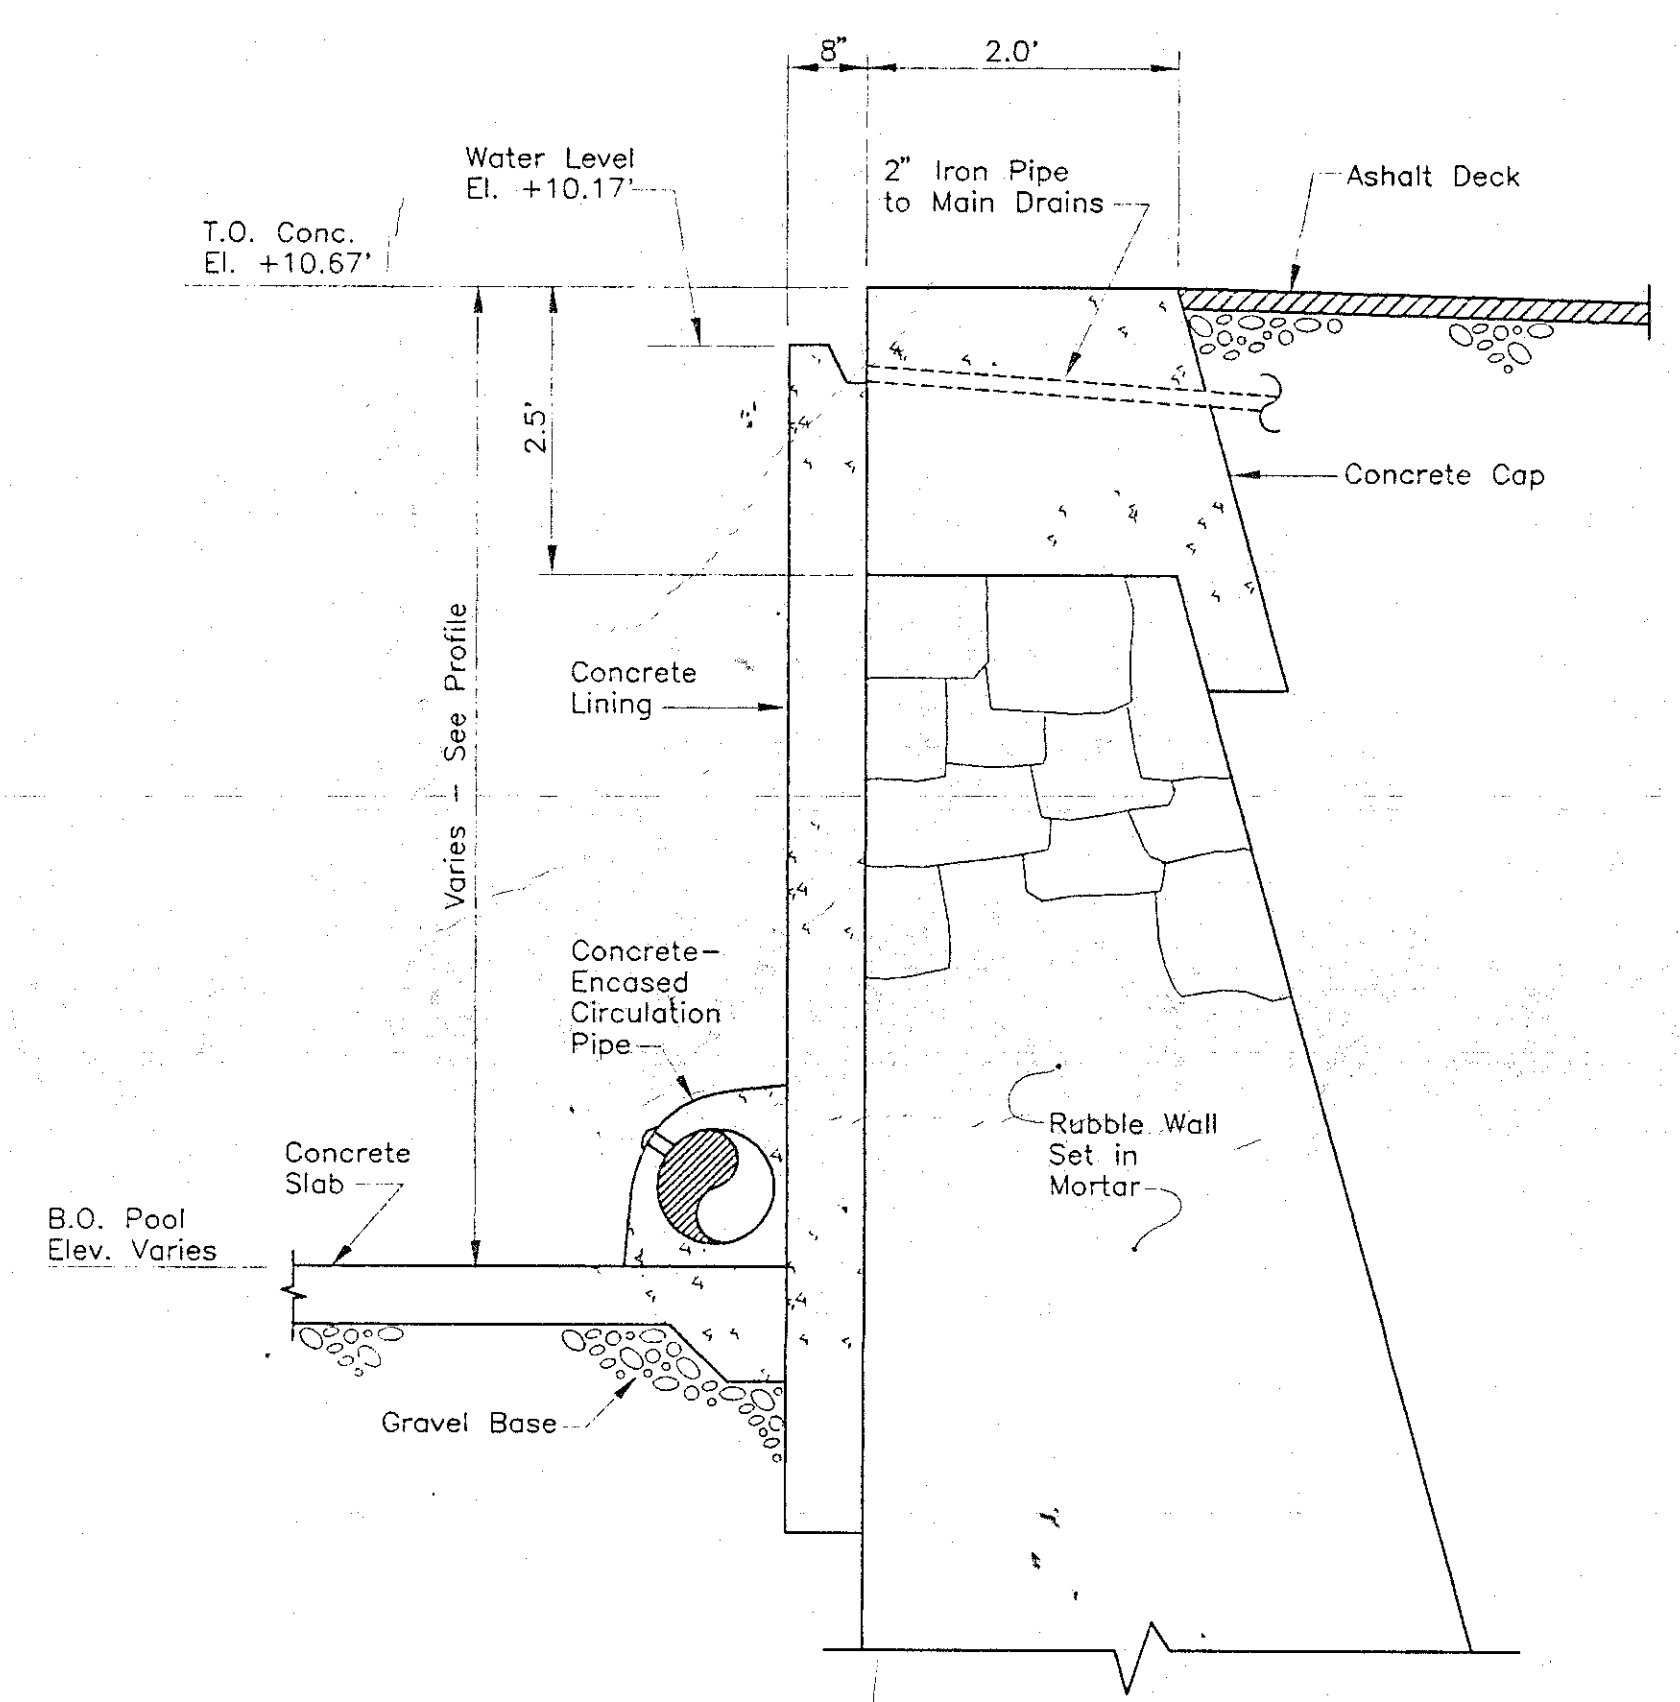 8"
2.0'
Water Level
El. +10.17'
2" Iron Pipe
to Main Drains
Ashalt Deck
T.O. Conc.
El. +10.67'
2.5'
Concrete Cap
Varies - See Profile
Concrete
Lining
Concrete-
Encased
Circulation
Pipe
Rubble Wall
Set in
Mortar
Concrete
Slab
B.O. Pool
Elev. Varies
Gravel Base